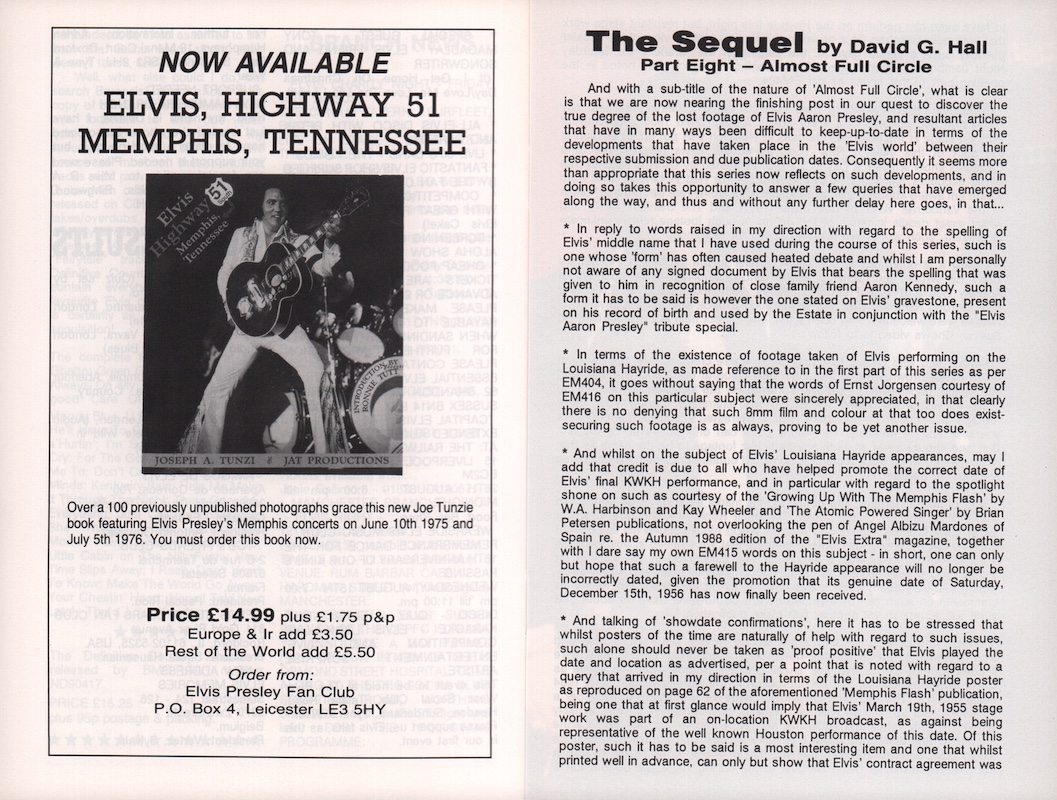 NOW AVAILABLE
ELVIS, HIGHWAY 51
MEMPHIS, TENNESSEE
Elvis
Highway 51
South
Memphis,
Tennessee
INTRODUCTION BY
RONNIE TUTT
JOSEPH A. TUNZI JAT PRODUCTIONS
Over a 100 previously unpublished photographs grace this new Joe Tunzie
book featuring Elvis Presley's Memphis concerts on June 10th 1975 and
July 5th 1976. You must order this book now.
Price £14.99 plus £1.75 p&p
Europe & Ir add £3.50
Rest of the World add £5.50
Order from:
Elvis Presley Fan Club
P.O. Box 4, Leicester LE3 5HY
The Sequel by David G. Hall
Part Eight – Almost Full Circle
And with a sub-title of the nature of 'Almost Full Circle', what is clear
is that we are now nearing the finishing post in our quest to discover the
true degree of the lost footage of Elvis Aaron Presley, and resultant articles
that have in many ways been difficult to keep-up-to-date in terms of the
developments that have taken place in the 'Elvis world' between their
respective submission and due publication dates. Consequently it seems more
than appropriate that this series now reflects on such developments, and in
doing so takes this opportunity to answer a few queries that have emerged
along the way, and thus and without any further delay here goes, in that...
* In reply to words raised in my direction with regard to the spelling of
Elvis' middle name that I have used during the course of this series, such is
one whose 'form' has often caused heated debate and whilst I am personally
not aware of any signed document by Elvis that bears the spelling that was
given to him in recognition of close family friend Aaron Kennedy, such a
form it has to be said is however the one stated on Elvis' gravestone, present
on his record of birth and used by the Estate in conjunction with the "Elvis
Aaron Presley" tribute special.
* In terms of the existence of footage taken of Elvis performing on the
Louisiana Hayride, as made reference to in the first part of this series as per
EM404, it goes without saying that the words of Ernst Jorgensen courtesy of
EM416 on this particular subject were sincerely appreciated, in that clearly
there is no denying that such 8mm film and colour at that too does exist-
securing such footage is as always, proving to be yet another issue.
* And whilst on the subject of Elvis' Louisiana Hayride appearances, may I
add that credit is due to all who have helped promote the correct date of
Elvis' final KWKH performance, and in particular with regard to the spotlight
shone on such as courtesy of the 'Growing Up With The Memphis Flash' by
W.A. Harbinson and Kay Wheeler and 'The Atomic Powered Singer' by Brian
Petersen publications, not overlooking the pen of Angel Albizu Mardones of
Spain re. the Autumn 1988 edition of the "Elvis Extra" magazine, together
with I dare say my own EM415 words on this subject - in short, one can only
but hope that such a farewell to the Hayride appearance will no longer be
incorrectly dated, given the promotion that its genuine date of Saturday,
December 15th, 1956 has now finally been received.
* And talking of 'showdate confirmations', here it has to be stressed that
whilst posters of the time are naturally of help with regard to such issues,
such alone should never be taken as 'proof positive' that Elvis played the
date and location as advertised, per a point that is noted with regard to a
query that arrived in my direction in terms of the Louisiana Hayride poster
as reproduced on page 62 of the aforementioned 'Memphis Flash' publication,
being one that at first glance would imply that Elvis' March 19th, 1955 stage
work was part of an on-location KWKH broadcast, as against being
representative of the well known Houston performance of this date. Of this
poster, such it has to be said is a most interesting item and one that whilst
printed well in advance, can only but show that Elvis' contract agreement was